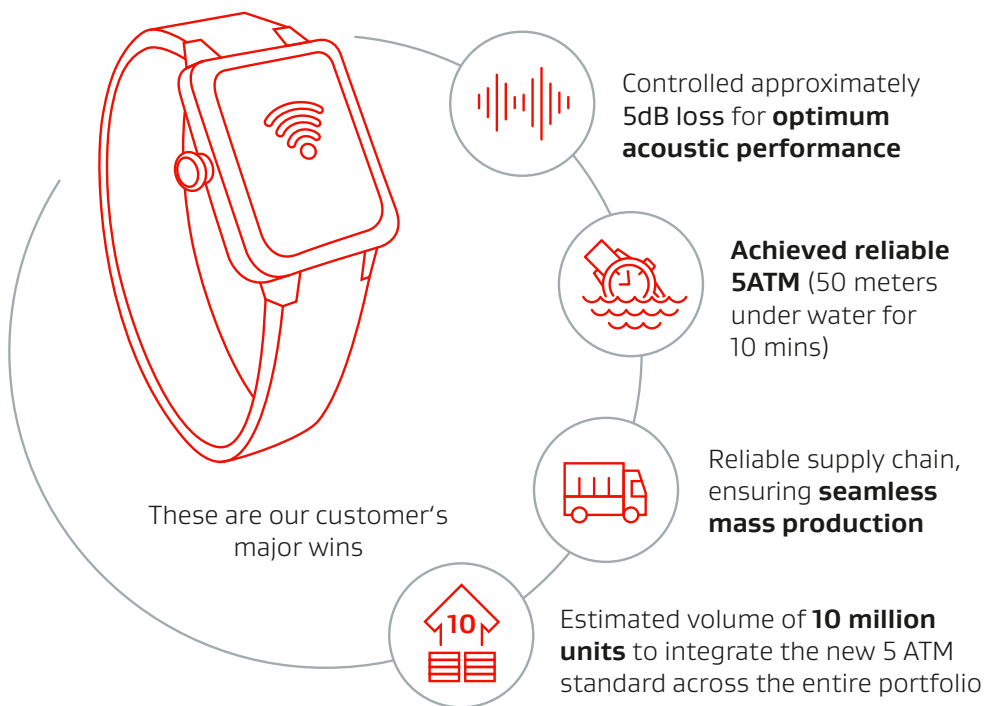 Controlled approximately
5dB loss for optimum
acoustic performance
Achieved reliable
5ATM (50 meters
under water for
10 mins)
Reliable supply chain,
ensuring seamless
mass production
These are our customer‘s
major wins
10
Estimated volume of 10 million
units to integrate the new 5 ATM
standard across the entire portfolio